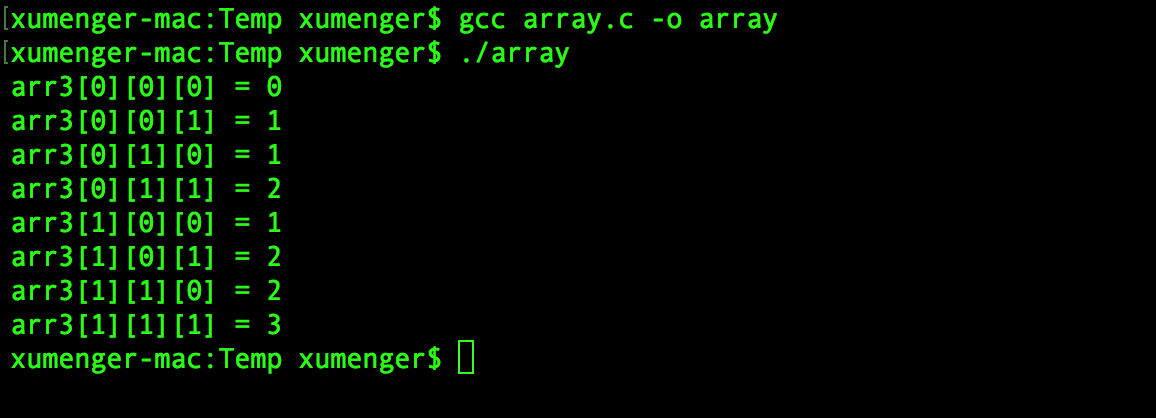 [xumenger-mac:Temp xumenger$ gcc array.c -o array
[xumenger-mac:Temp xumenger$ ./array
arr3[0][0][0] = 0
arr3[0][0][1] = 1
arr3[0][1][0] = 1
arr3[0][1][1] = 2
arr3[1][0][0] = 1
arr3[1][0][1] = 2
arr3[1][1][0] = 2
arr3[1][1][1] = 3
xumenger-mac:Temp xumenger$